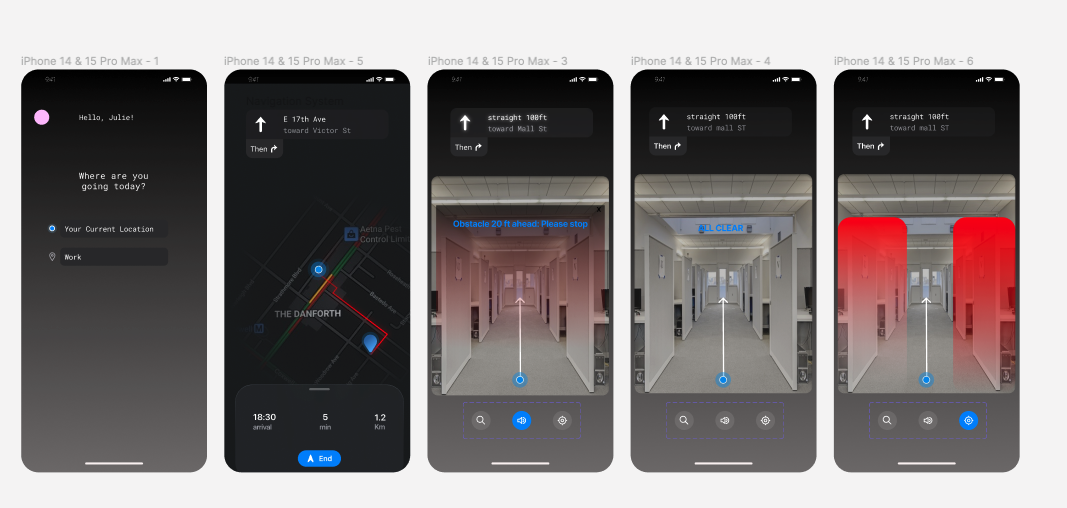 iPhone 14 & 15 Pro Max - 1
9:41
Hello, Julie!
Where are you
going today?
Your Current Location
Work
iPhone 14 & 15 Pro Max - 5
9:41
E 17th Ave
toward Victor St
Then
Aetna Pest
Control Lim
THE DANFORTH
M
18:30
arrival
5
min
1.2
Km
End
iPhone 14 & 15 Pro Max - 3
9:41
straight 100ft
toward Mall St
Then
Obstacle 20 ft ahead: Please stop
iPhone 14 & 15 Pro Max - 4
9:41
straight 100ft
toward mall ST
Then
ALL CLEAR
iPhone 14 & 15 Pro Max - 6
9:41
straight 100ft
toward mall ST
Then